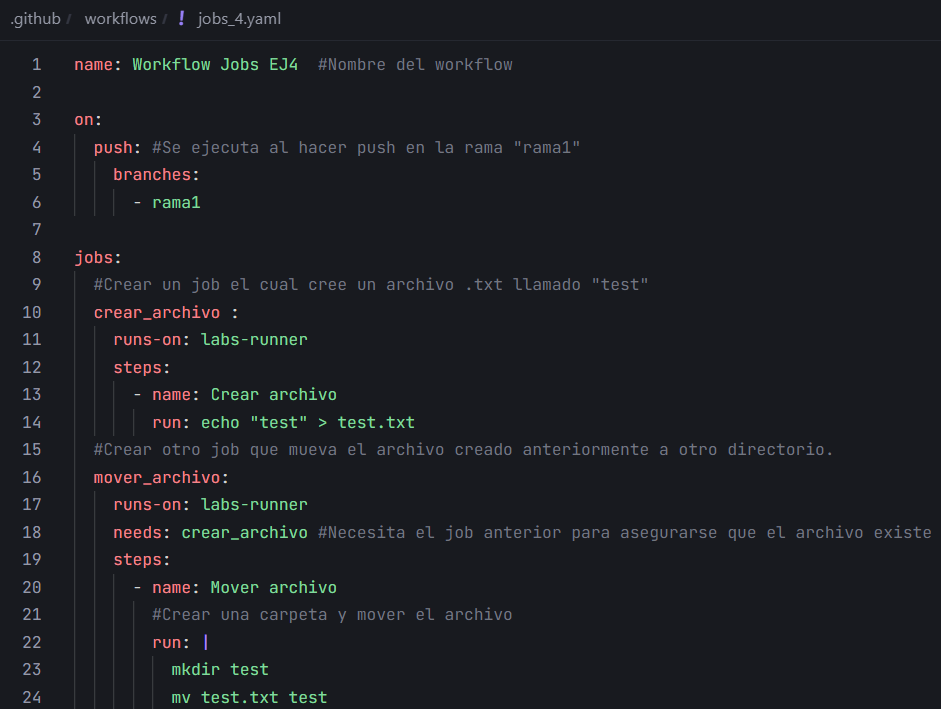 .github / workflows / ! jobs_4.yaml
1 name: Workflow Jobs EJ4 #Nombre del workflow
2
3 on:
4 push: #Se ejecuta al hacer push en la rama "rama1"
5 branches:
6 - rama1
7
8 jobs:
9 #Crear un job el cual cree un archivo .txt llamado "test"
10 crear_archivo :
11 runs-on: labs-runner
12 steps:
13 - name: Crear archivo
14 run: echo "test" > test.txt
15 #Crear otro job que mueva el archivo creado anteriormente a otro directorio.
16 mover_archivo:
17 runs-on: labs-runner
18 needs: crear_archivo #Necesita el job anterior para asegurarse que el archivo existe
19 steps:
20 - name: Mover archivo
21 #Crear una carpeta y mover el archivo
22 run: |
23 mkdir test
24 mv test.txt test